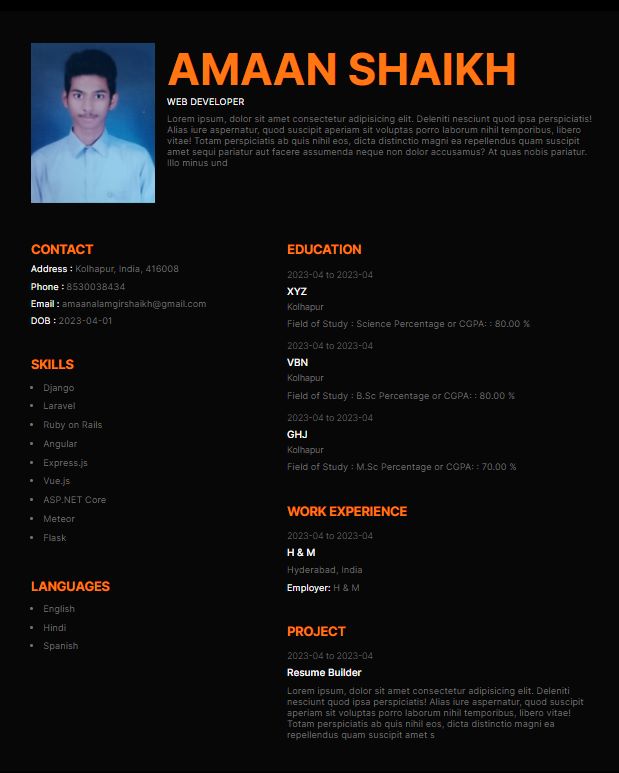 AMAAN SHAIKH
WEB DEVELOPER
Lorem ipsum, dolor sit amet consectetur adipisicing elit. Deleniti nesciunt quod ipsa perspiciatis!
Alias iure aspernatur, quod suscipit aperiam sit voluptas porro laborum nihil temporibus, libero
vitae! Totam perspiciatis ab quis nihil eos, dicta distinctio magni ea repellendus quam suscipit
amet sequi pariatur aut facere assumenda neque non dolor accusamus? At quas nobis pariatur.
Illo minus und
CONTACT
Address : Kolhapur, India, 416008
Phone : 8530038434
Email : amaanalamgirshaikh@gmail.com
DOB : 2023-04-01
SKILLS
• Django
• Laravel
• Ruby on Rails
• Angular
• Express.js
• Vue.js
• ASP.NET Core
• Meteor
• Flask
LANGUAGES
• English
• Hindi
• Spanish
EDUCATION
2023-04 to 2023-04
XYZ
Kolhapur
Field of Study : Science Percentage or CGPA: : 80.00 %
2023-04 to 2023-04
VBN
Kolhapur
Field of Study : B.Sc Percentage or CGPA: : 80.00 %
2023-04 to 2023-04
GHJ
Kolhapur
Field of Study : M.Sc Percentage or CGPA: : 70.00 %
WORK EXPERIENCE
2023-04 to 2023-04
H & M
Hyderabad, India
Employer: H & M
PROJECT
2023-04 to 2023-04
Resume Builder
Lorem ipsum, dolor sit amet consectetur adipisicing elit. Deleniti
nesciunt quod ipsa perspiciatis! Alias iure aspernatur, quod suscipit
aperiam sit voluptas porro laborum nihil temporibus, libero vitae!
Totam perspiciatis ab quis nihil eos, dicta distinctio magni ea
repellendus quam suscipit amet s